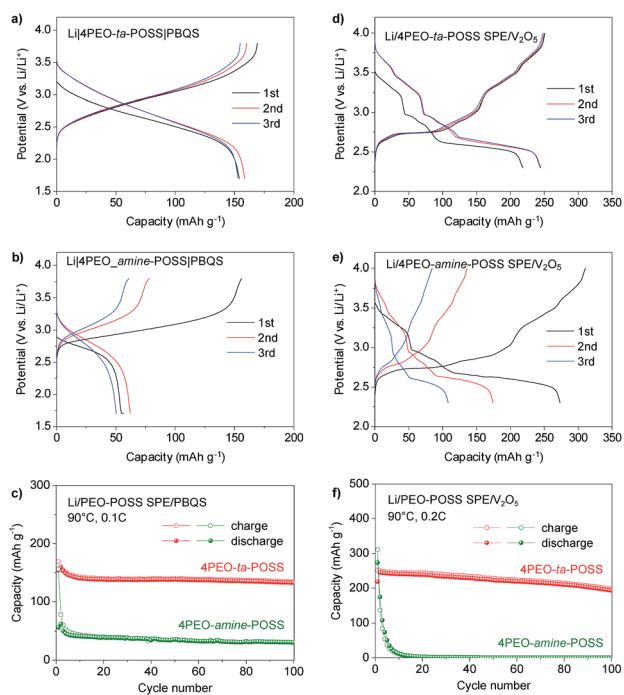 a)
Li|4PEO-ta-POSS|PBQS
4.0
3.5
3.0
2.5
2.0
1.5
Potential (V vs. Li/Li⁺)
1st
2nd
3rd
0 50 100 150 200
Capacity (mAh g⁻¹)
d)
Li/4PEO-ta-POSS SPE/V₂O₅
4.0
3.5
3.0
2.5
2.0
Potential (V vs. Li/Li⁺)
1st
2nd
3rd
0 50 100 150 200 250 300 350
Capacity (mAh g⁻¹)
b)
Li|4PEO_amine-POSS|PBQS
4.0
3.5
3.0
2.5
2.0
1.5
Potential (V vs. Li/Li⁺)
1st
2nd
3rd
0 50 100 150 200
Capacity (mAh g⁻¹)
e)
Li/4PEO-amine-POSS SPE/V₂O₅
4.0
3.5
3.0
2.5
2.0
Potential (V vs. Li/Li⁺)
1st
2nd
3rd
0 50 100 150 200 250 300 350
Capacity (mAh g⁻¹)
c)
Li/PEO-POSS SPE/PBQS
90°C, 0.1C
charge
discharge
4PEO-ta-POSS
4PEO-amine-POSS
300
200
100
0
Capacity (mAh g⁻¹)
0 20 40 60 80 100
Cycle number
f)
Li/PEO-POSS SPE/V₂O₅
90°C, 0.2C
charge
discharge
4PEO-ta-POSS
4PEO-amine-POSS
500
400
300
200
100
0
Capacity (mAh g⁻¹)
0 20 40 60 80 100
Cycle number